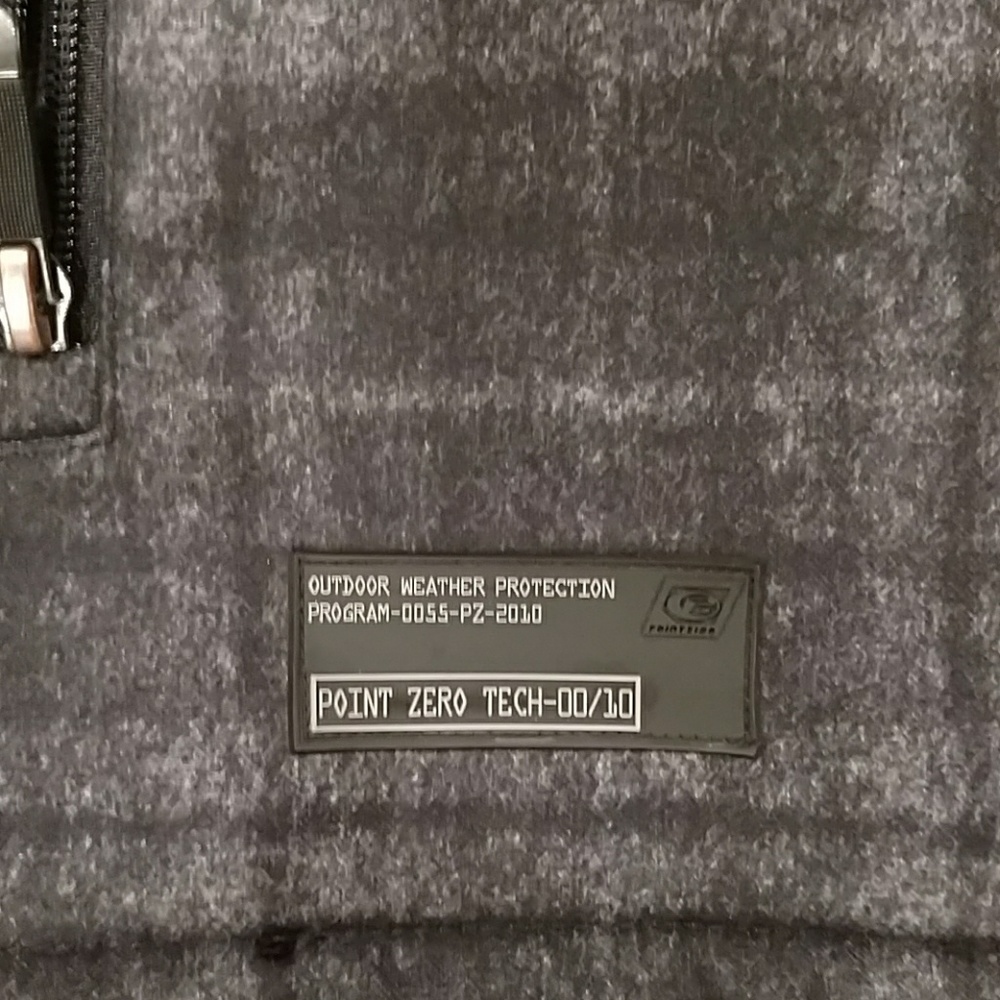 OUTDOOR WEATHER PROTECTION
PROGRAM-0055-PZ-2010
POINT ZERO TECH-00/10